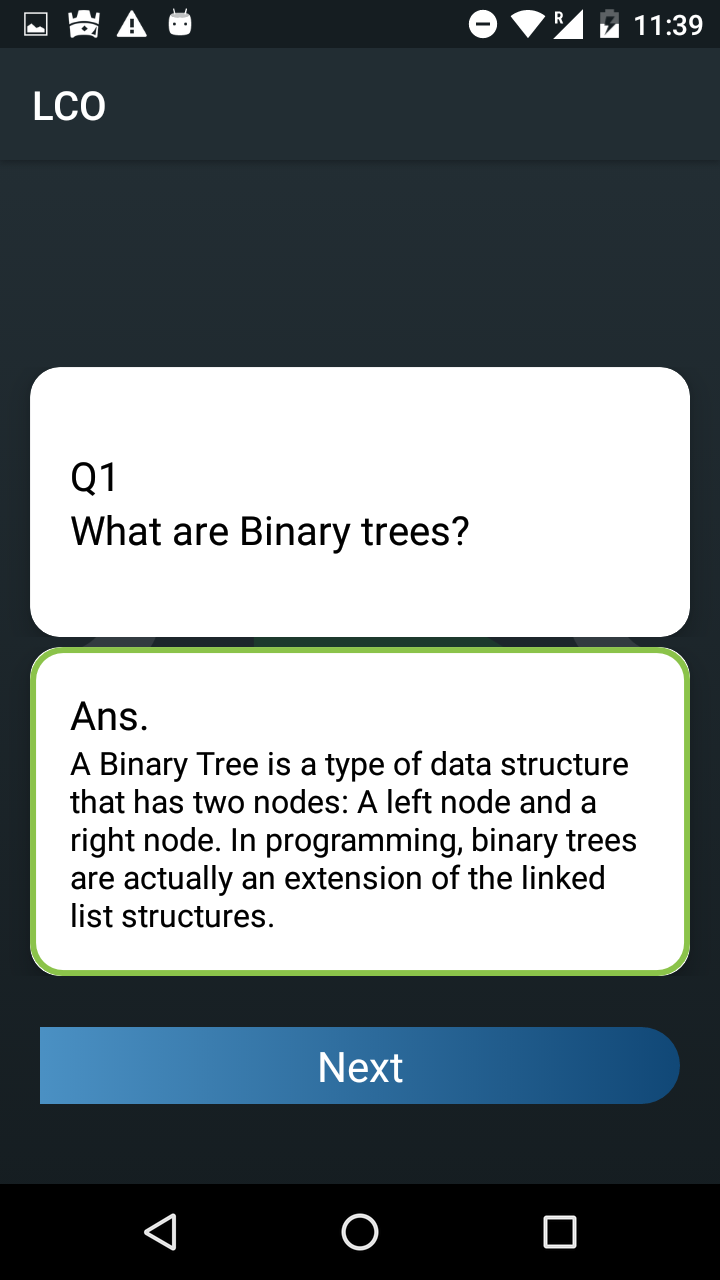 R 11:39
LCO
Q1
What are Binary trees?
Ans.
A Binary Tree is a type of data structure
that has two nodes: A left node and a
right node. In programming, binary trees
are actually an extension of the linked
list structures.
Next